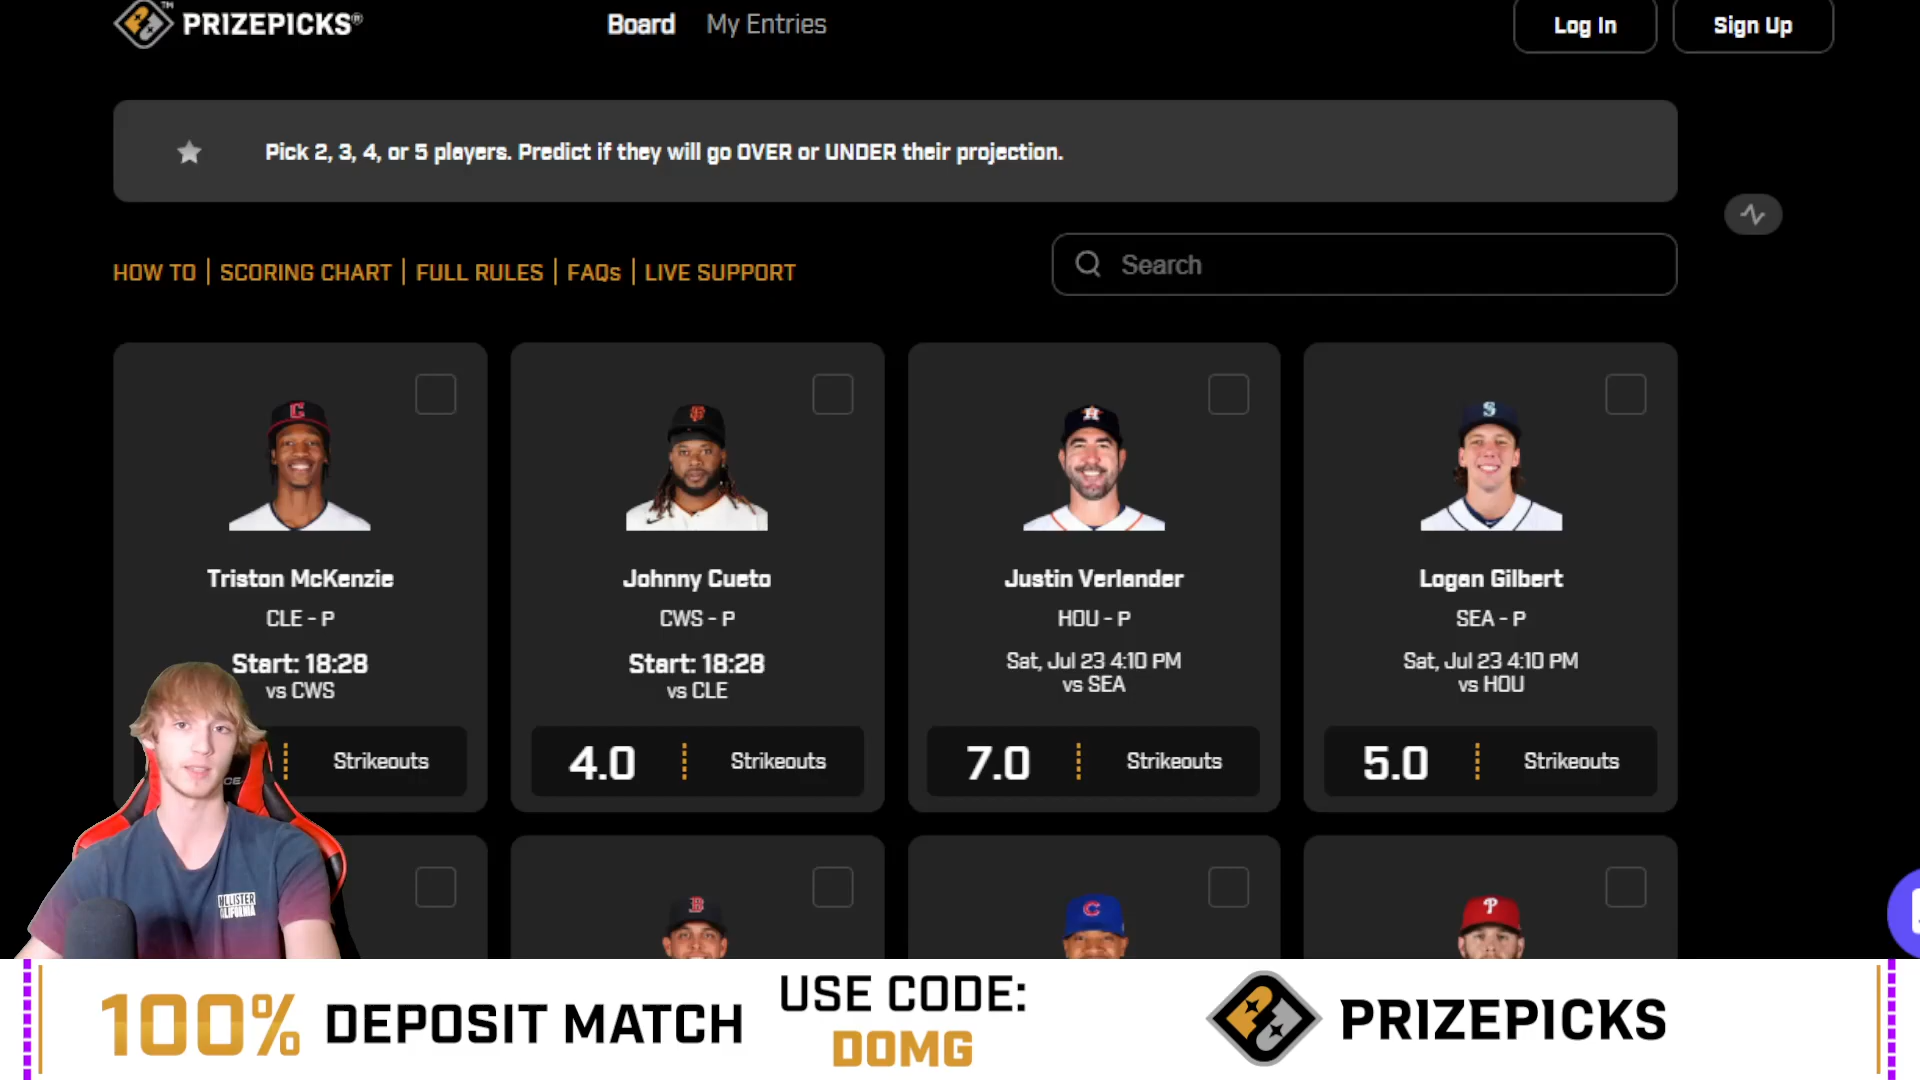 PRIZEPICKS®
Board
My Entries
Log In
Sign Up
Pick 2, 3, 4, or 5 players. Predict if they will go OVER or UNDER their projection.
HOW TO | SCORING CHART | FULL RULES | FAQs | LIVE SUPPORT
Search
Triston McKenzie
CLE - P
Start: 18:28
vs CWS
Strikeouts
Johnny Cueto
CWS - P
Start: 18:28
vs CLE
4.0
Strikeouts
Justin Verlander
HOU - P
Sat, Jul 23 4:10 PM
vs SEA
7.0
Strikeouts
Logan Gilbert
SEA - P
Sat, Jul 23 4:10 PM
vs HOU
5.0
Strikeouts
100% DEPOSIT MATCH
USE CODE:
DOMG
PRIZEPICKS